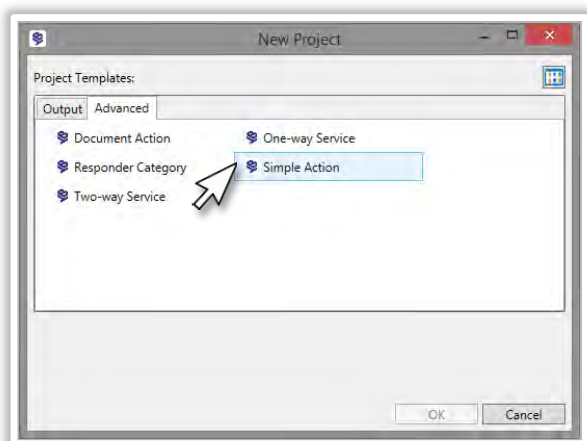 New Project
Project Templates:
Output Advanced
Document Action One-way Service
Responder Category Simple Action
Two-way Service
OK Cancel